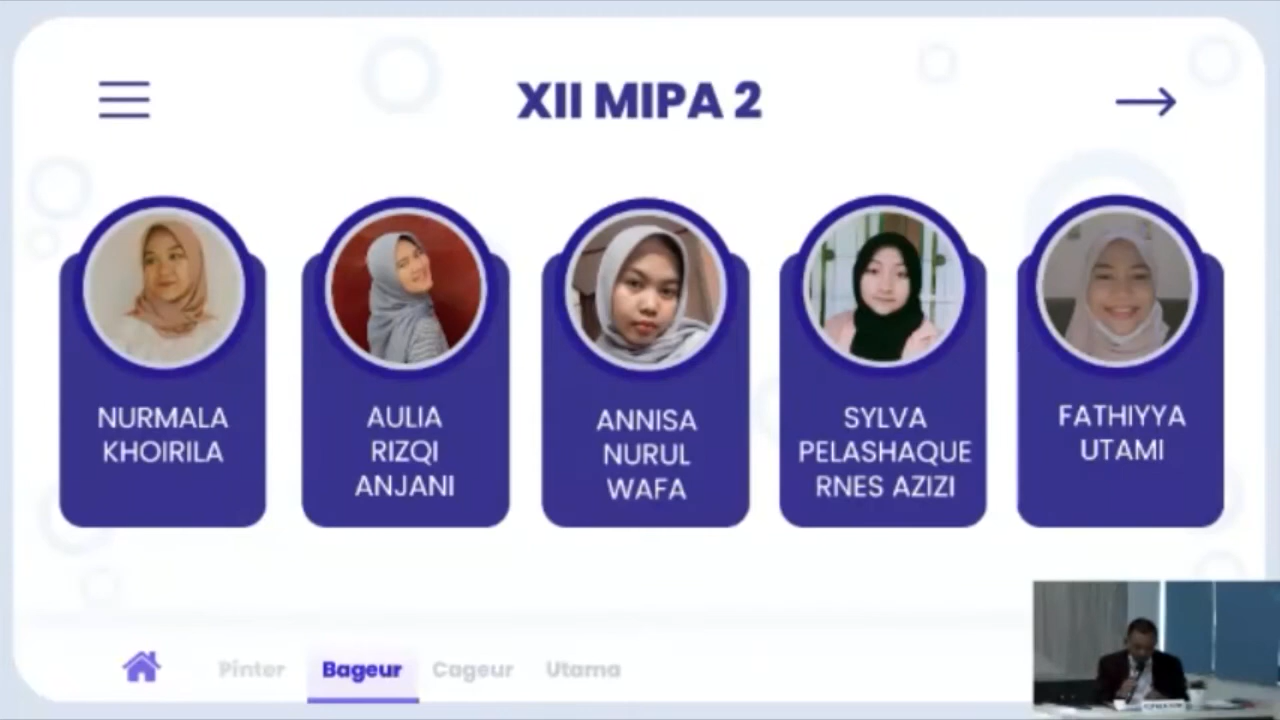 XII MIPA 2
NURMALA
KHOIRILA
AULIA
RIZQI
ANJANI
ANNISA
NURUL
WAFA
SYLVA
PELASHAQUE
RNES AZIZI
FATHIYYA
UTAMI
Pinter Bageur Cageur Utama